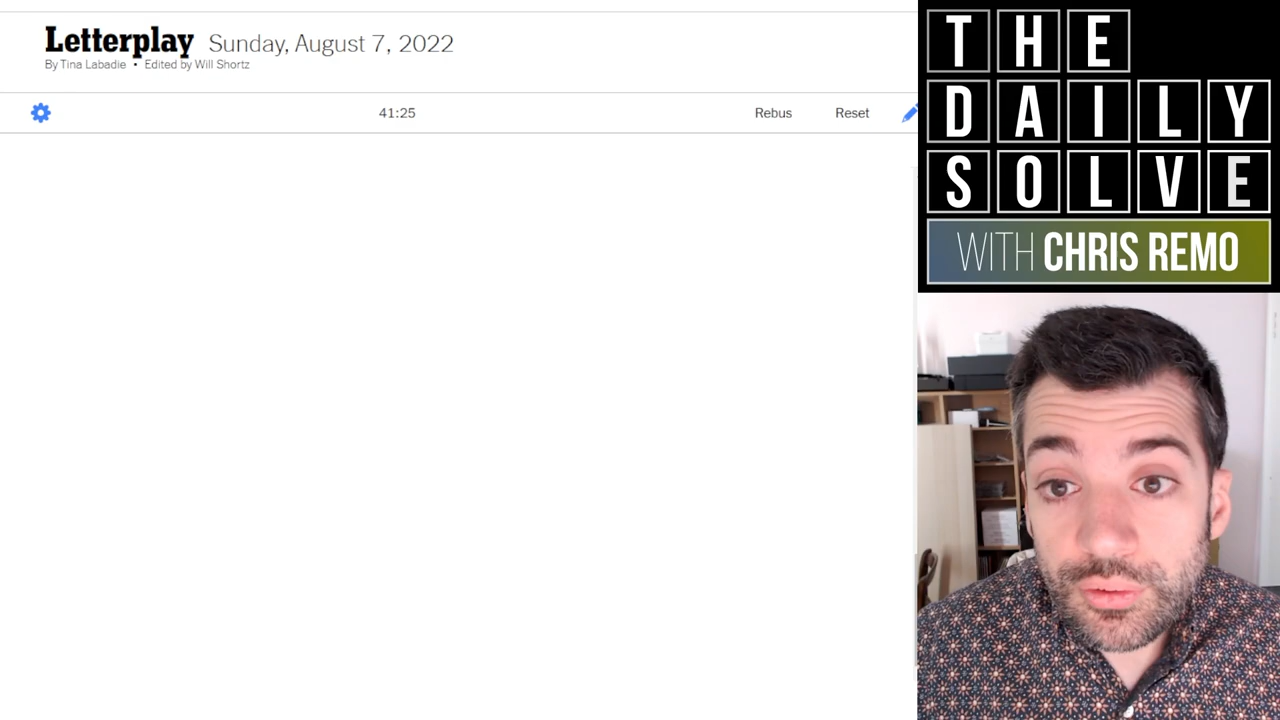 Letterplay Sunday, August 7, 2022
By Tina Labadie • Edited by Will Shortz
41:25 Rebus Reset
THE
DAILY
SOLVE
WITH CHRIS REMO